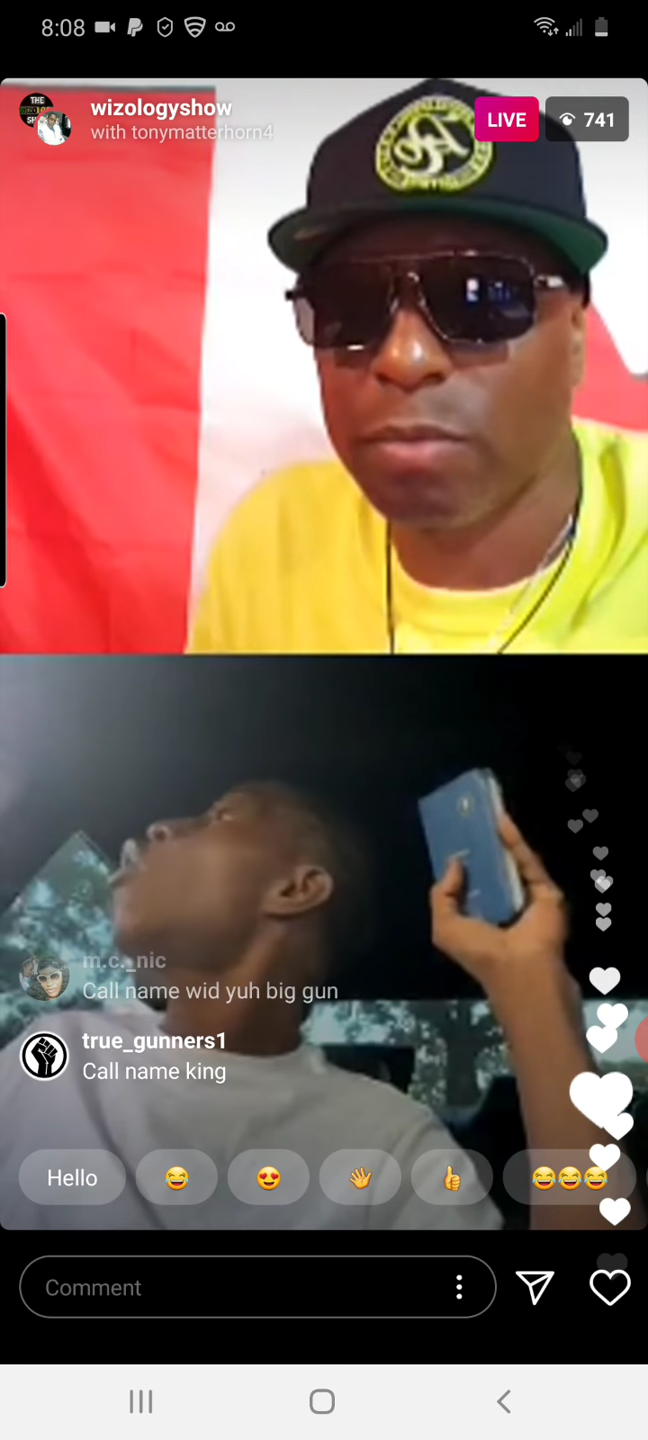 8:08
THE
wizologyshow
with tonymatterhorn4
LIVE
741
m.c._nic
Call name wid yuh big gun
true_gunners1
Call name king
Hello
Comment